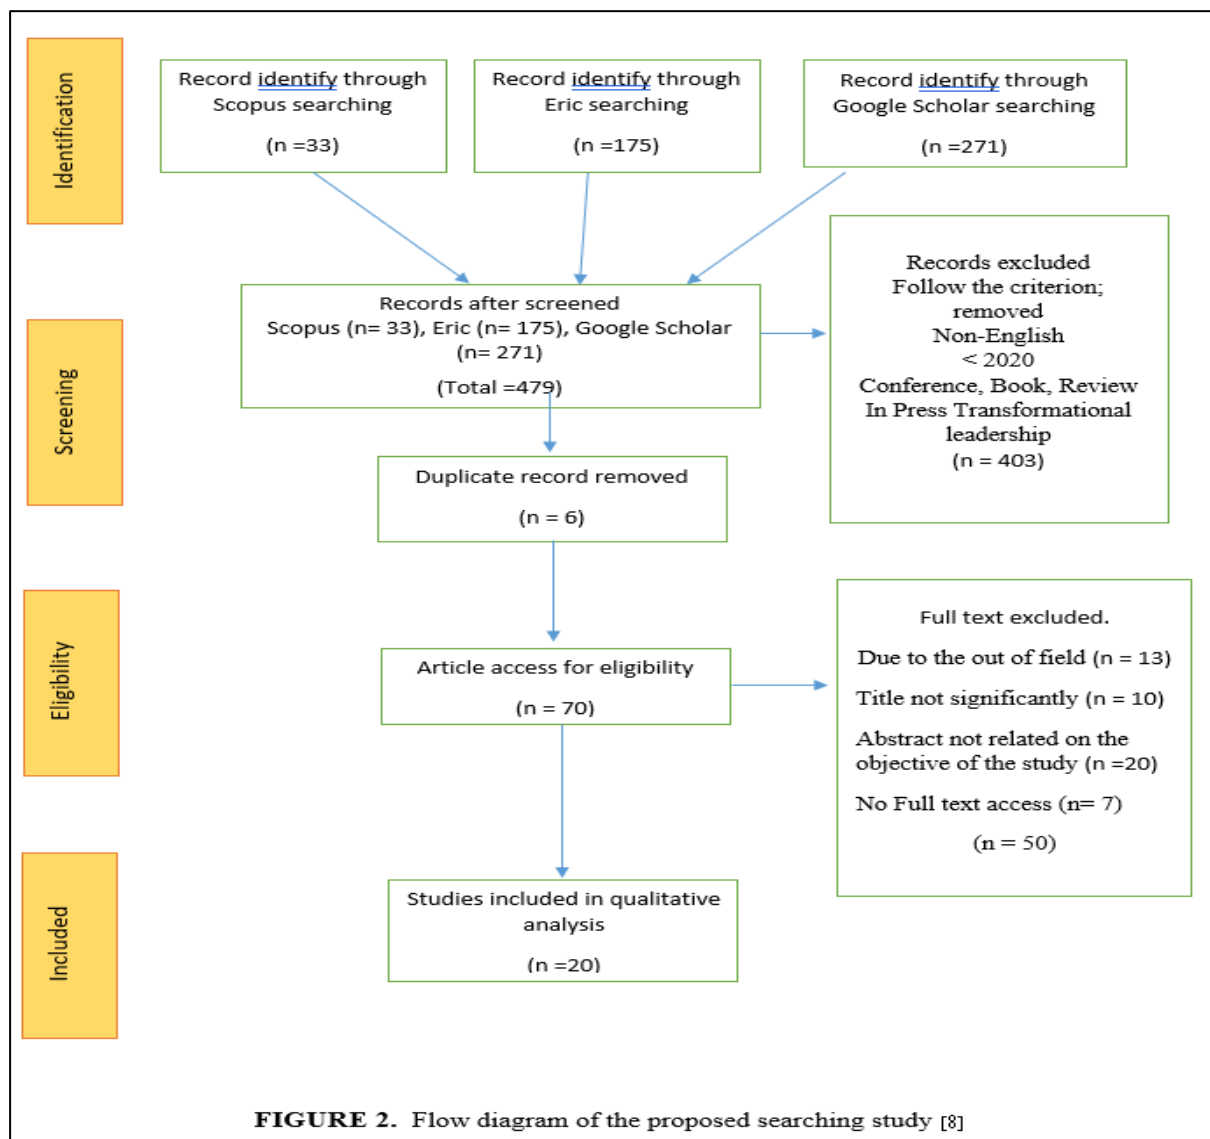 Identification
Record identify through
Scopus searching
(n =33)
Record identify through
Eric searching
(n =175)
Record identify through
Google Scholar searching
(n =271)
Screening
Records after screened
Scopus (n= 33), Eric (n= 175), Google Scholar
(n= 271)
(Total =479)
Records excluded
Follow the criterion;
removed
Non-English
< 2020
Conference, Book, Review
In Press Transformational
leadership
(n = 403)
Duplicate record removed
(n = 6)
Eligibility
Article access for eligibility
(n = 70)
Full text excluded.
Due to the out of field (n = 13)
Title not significantly (n = 10)
Abstract not related on the
objective of the study (n =20)
No Full text access (n= 7)
(n = 50)
Included
Studies included in qualitative
analysis
(n =20)
FIGURE 2. Flow diagram of the proposed searching study [8]